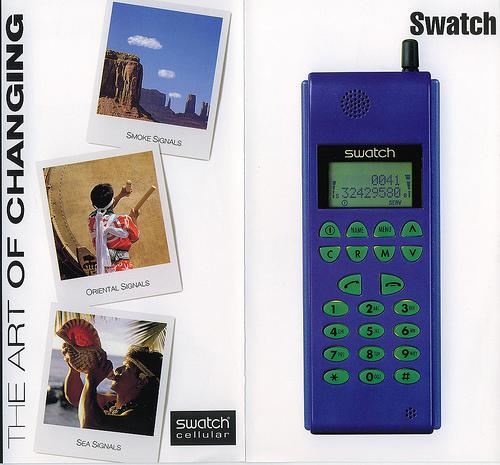 THE ART OF CHANGING
SMOKE SIGNALS
ORIENTAL SIGNALS
SEA SIGNALS
swatch
cellular
Swatch
swatch
0041
32429580
SERV
NAME MENU
C R M V
1 2 3
4 5 6
7 8 9
* 0 #